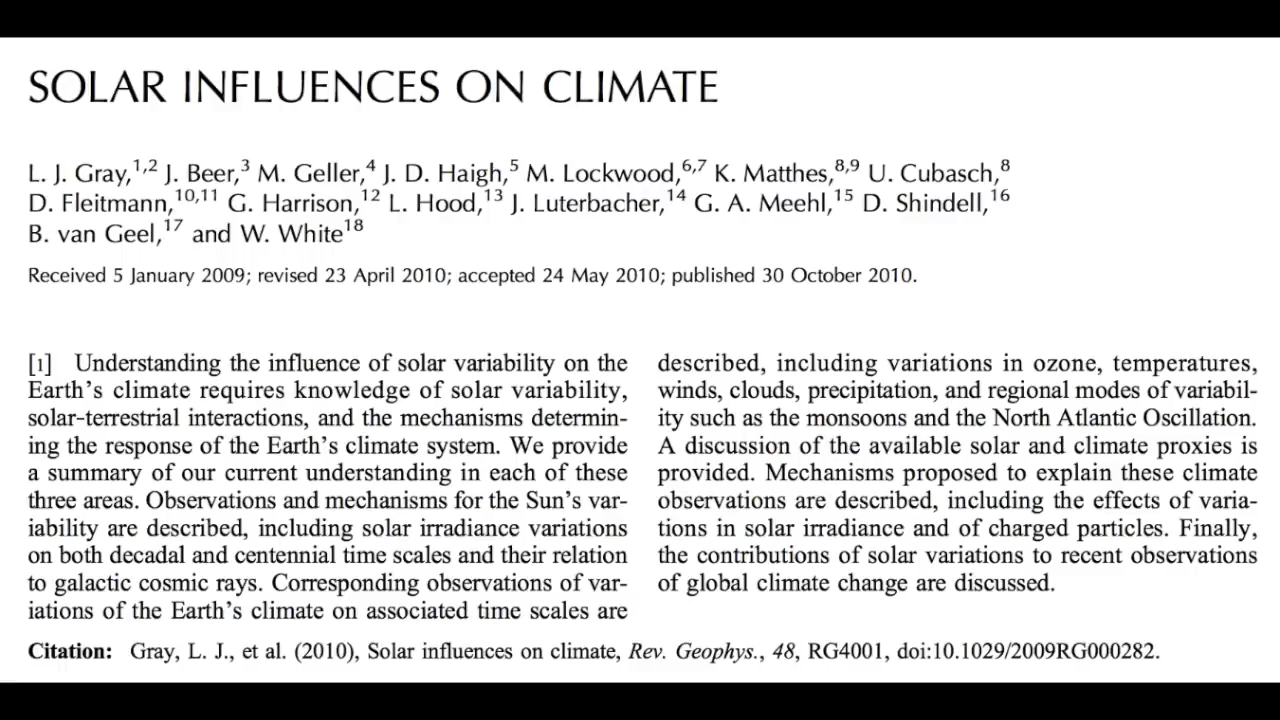 SOLAR INFLUENCES ON CLIMATE
L. J. Gray,1,2 J. Beer,3 M. Geller,4 J. D. Haigh,5 M. Lockwood,6,7 K. Matthes,8,9 U. Cubasch,8
D. Fleitmann,10,11 G. Harrison,12 L. Hood,13 J. Luterbacher,14 G. A. Meehl,15 D. Shindell,16
B. van Geel,17 and W. White18
Received 5 January 2009; revised 23 April 2010; accepted 24 May 2010; published 30 October 2010.
[1] Understanding the influence of solar variability on the
Earth's climate requires knowledge of solar variability,
solar-terrestrial interactions, and the mechanisms determin-
ing the response of the Earth's climate system. We provide
a summary of our current understanding in each of these
three areas. Observations and mechanisms for the Sun's var-
iability are described, including solar irradiance variations
on both decadal and centennial time scales and their relation
to galactic cosmic rays. Corresponding observations of var-
iations of the Earth's climate on associated time scales are
described, including variations in ozone, temperatures,
winds, clouds, precipitation, and regional modes of variabil-
ity such as the monsoons and the North Atlantic Oscillation.
A discussion of the available solar and climate proxies is
provided. Mechanisms proposed to explain these climate
observations are described, including the effects of varia-
tions in solar irradiance and of charged particles. Finally,
the contributions of solar variations to recent observations
of global climate change are discussed.
Citation: Gray, L. J., et al. (2010), Solar influences on climate, Rev. Geophys., 48, RG4001, doi:10.1029/2009RG000282.